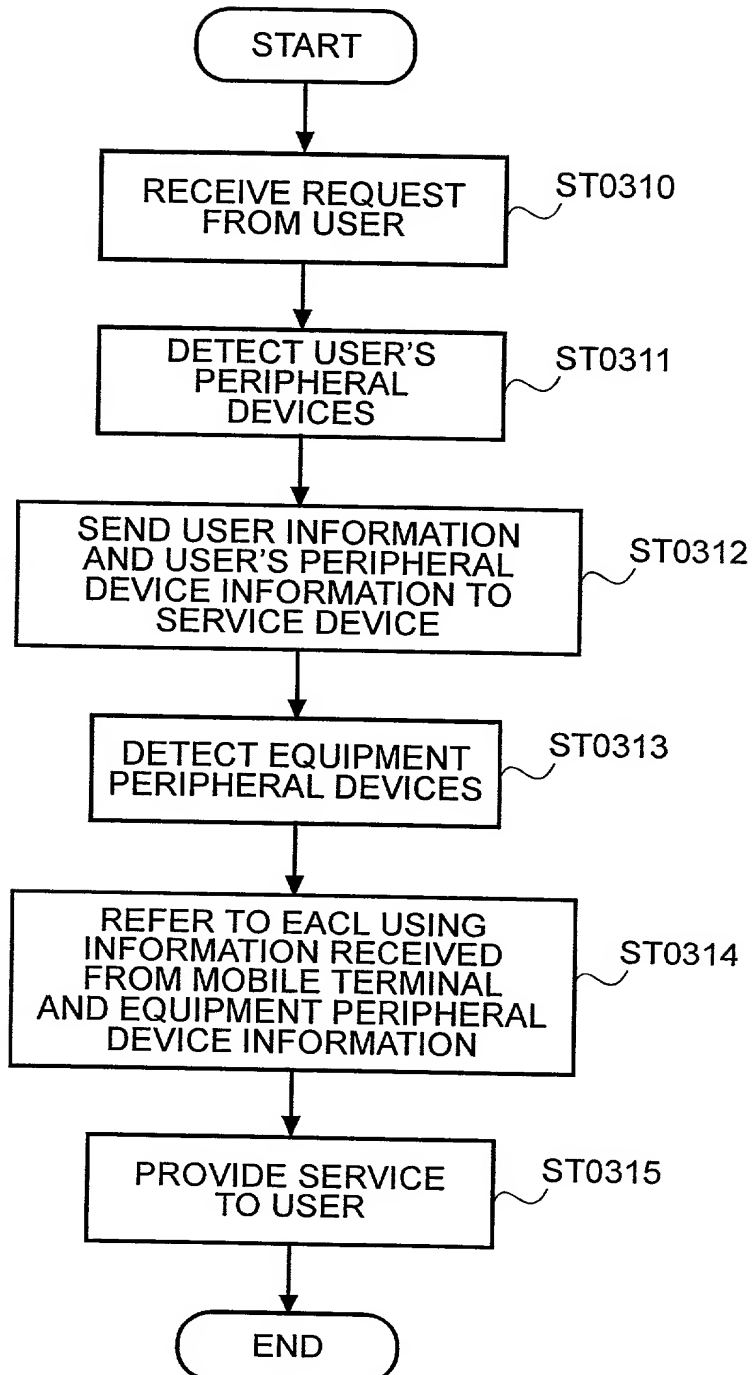 START
RECEIVE REQUEST
FROM USER
ST0310
DETECT USER'S
PERIPHERAL
DEVICES
ST0311
SEND USER INFORMATION
AND USER'S PERIPHERAL
DEVICE INFORMATION TO
SERVICE DEVICE
ST0312
DETECT EQUIPMENT
PERIPHERAL DEVICES
ST0313
REFER TO EACL USING
INFORMATION RECEIVED
FROM MOBILE TERMINAL
AND EQUIPMENT PERIPHERAL
DEVICE INFORMATION
ST0314
PROVIDE SERVICE
TO USER
ST0315
END